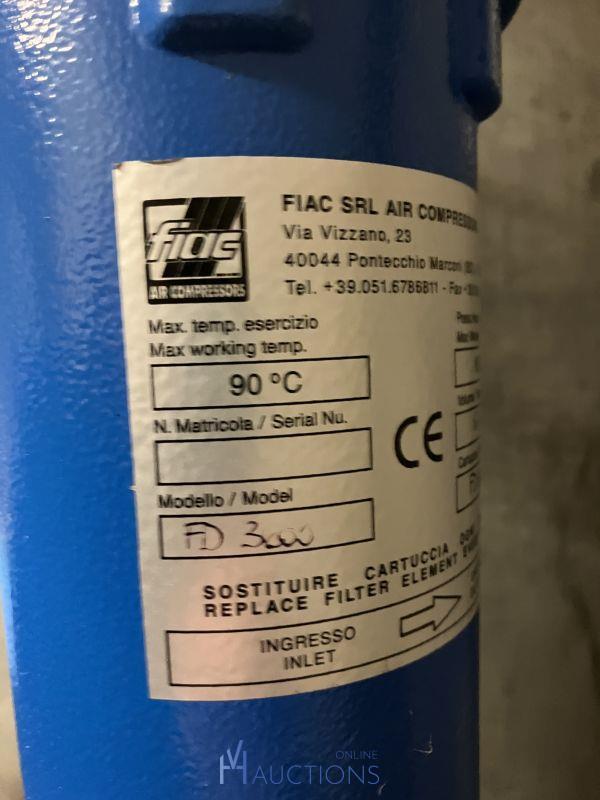 fiac
AIR COMPRESSORS
FIAC SRL AIR
Via Vizzano, 23
40044 Pontecchio Marconi
Tel. +39.051.6786811 - Fax
Max. temp. esercizio
Max working temp.
90 °C
N. Matricola / Serial Nu.
CE
Modello / Model
FD 3000
SOSTITUIRE CARTUCCIA OGNI
REPLACE FILTER ELEMENT
INGRESSO
INLET
ONLINE
VH AUCTIONS